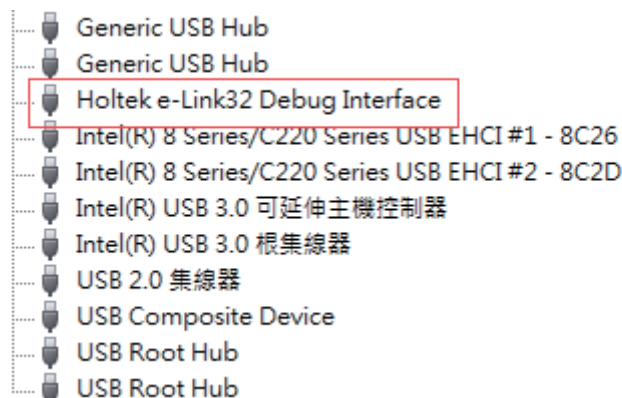 Generic USB Hub
Generic USB Hub
Holtek e-Link32 Debug Interface
Intel(R) 8 Series/C220 Series USB EHCI #1 - 8C26
Intel(R) 8 Series/C220 Series USB EHCI #2 - 8C2D
Intel(R) USB 3.0 可延伸主機控制器
Intel(R) USB 3.0 根集線器
USB 2.0 集線器
USB Composite Device
USB Root Hub
USB Root Hub